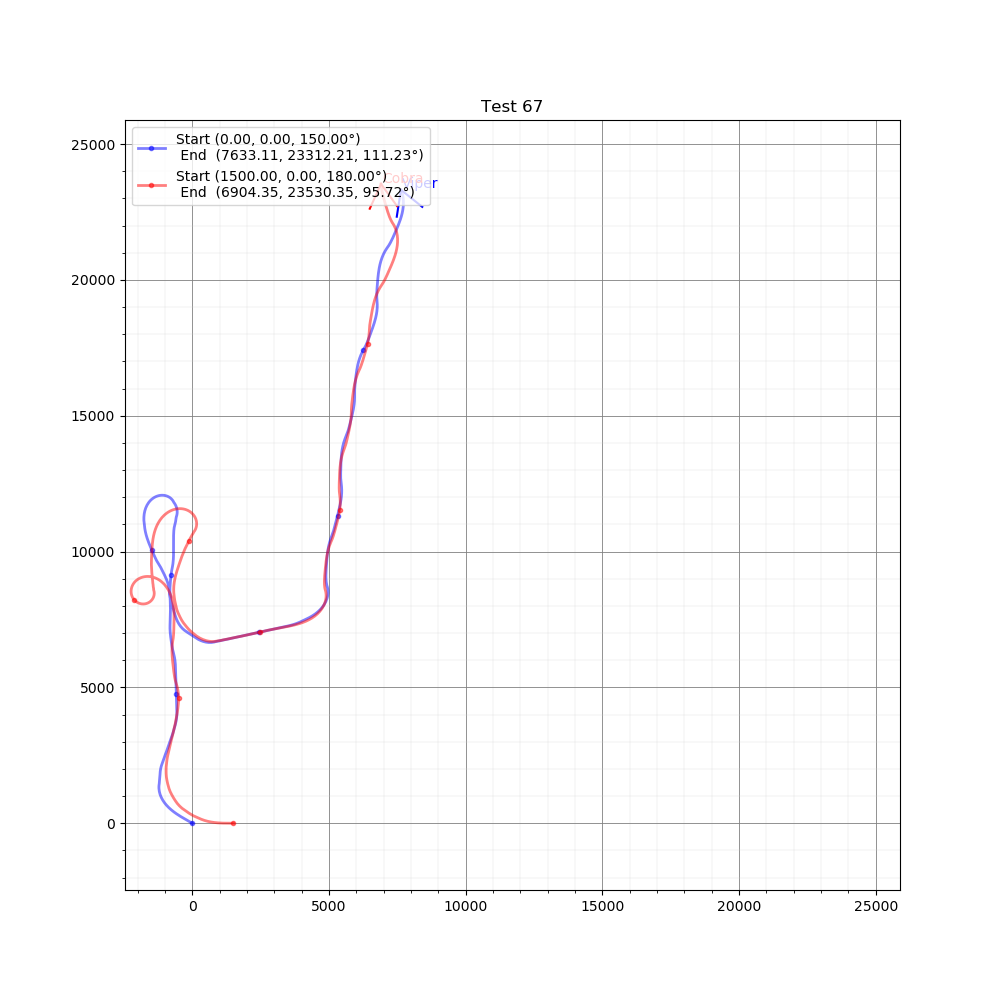 Test 67
Start (0.00, 0.00, 150.00°)
End  (7633.11, 23312.21, 111.23°)
Start (1500.00, 0.00, 180.00°)
End  (6904.35, 23530.35, 95.72°)
Cobra
Viper
25000
20000
15000
10000
5000
0
0
5000
10000
15000
20000
25000